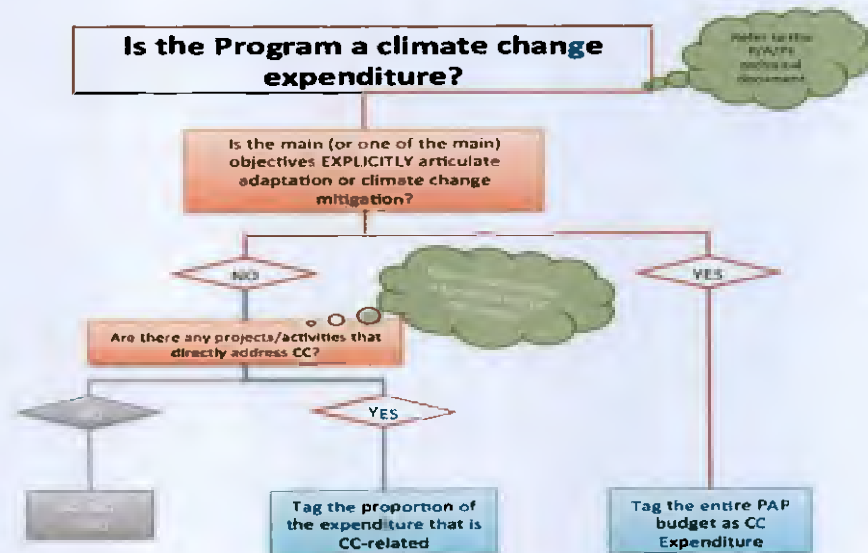 Is the Program a climate change
expenditure?
Refer to the
P/A/Ps
technical
document
Is the main (or one of the main)
objectives EXPLICITLY articulate
adaptation or climate change
mitigation?
NO
YES
Are there any projects/activities that
directly address CC?
YES
Tag the proportion of
the expenditure that is
CC-related
Tag the entire PAP
budget as CC
Expenditure